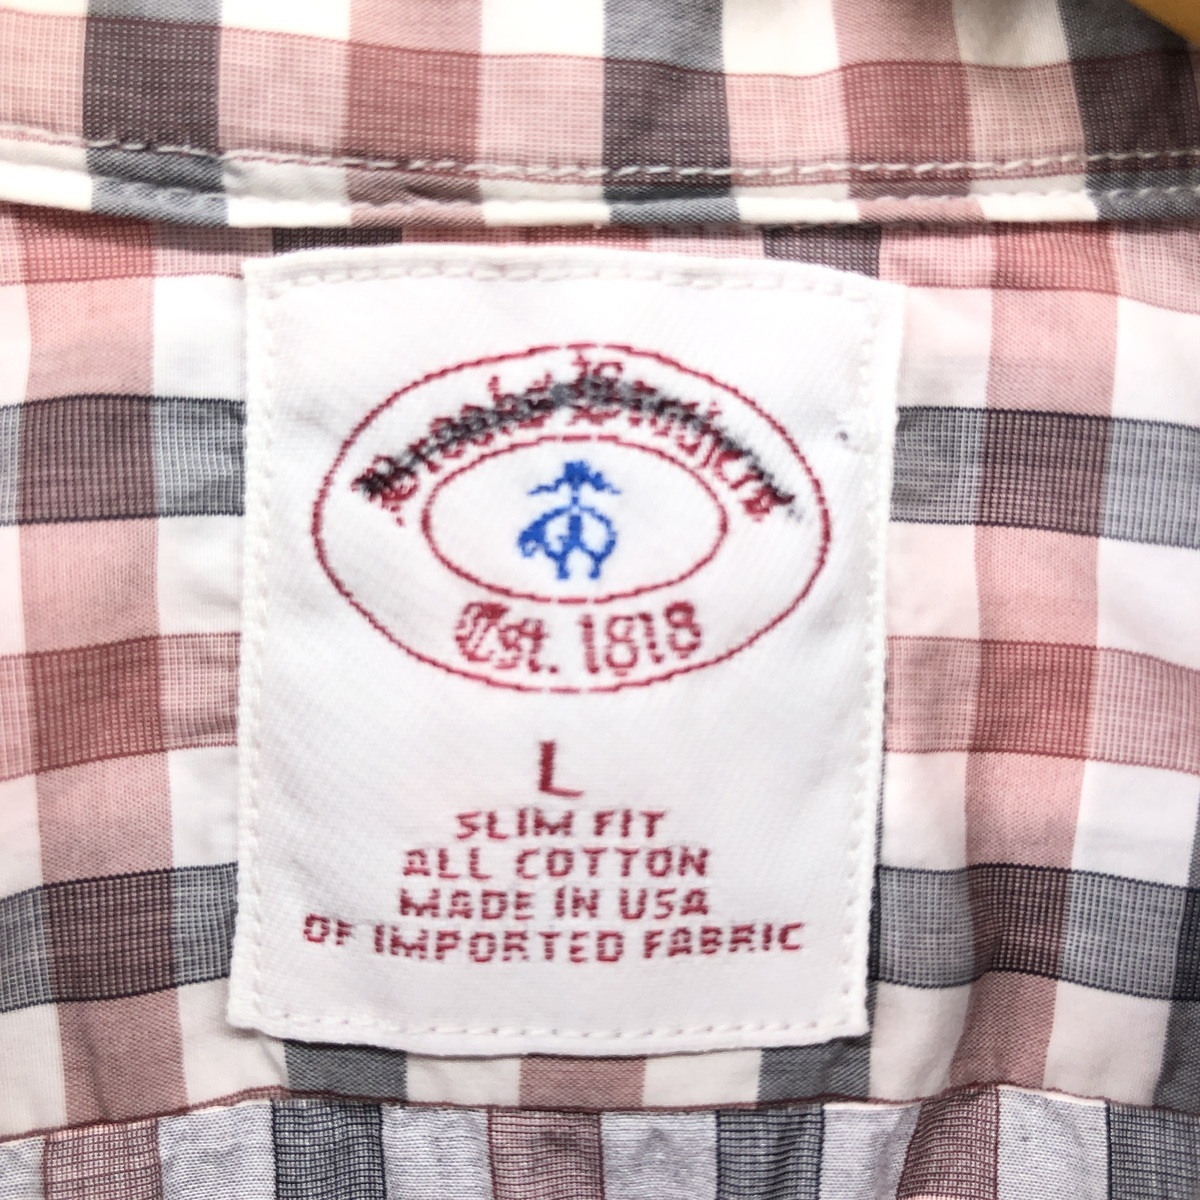 Brooks Brothers
Est. 1818
L
SLIM FIT
ALL COTTON
MADE IN USA
OF IMPORTED FABRIC